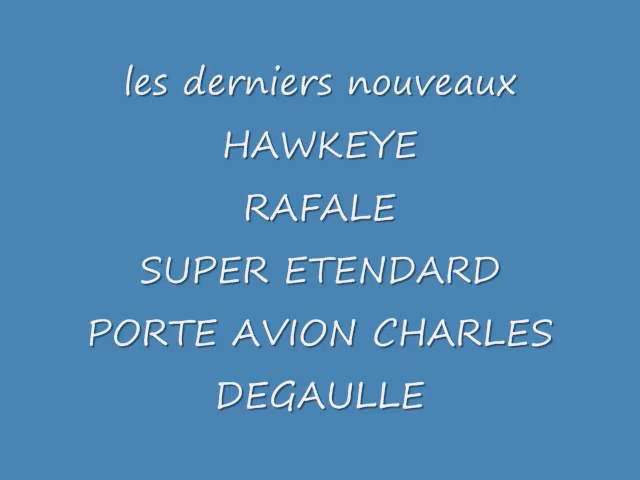 les derniers nouveaux
HAWKEYE
RAFALE
SUPER ETENDARD
PORTE AVION CHARLES
DEGAULLE